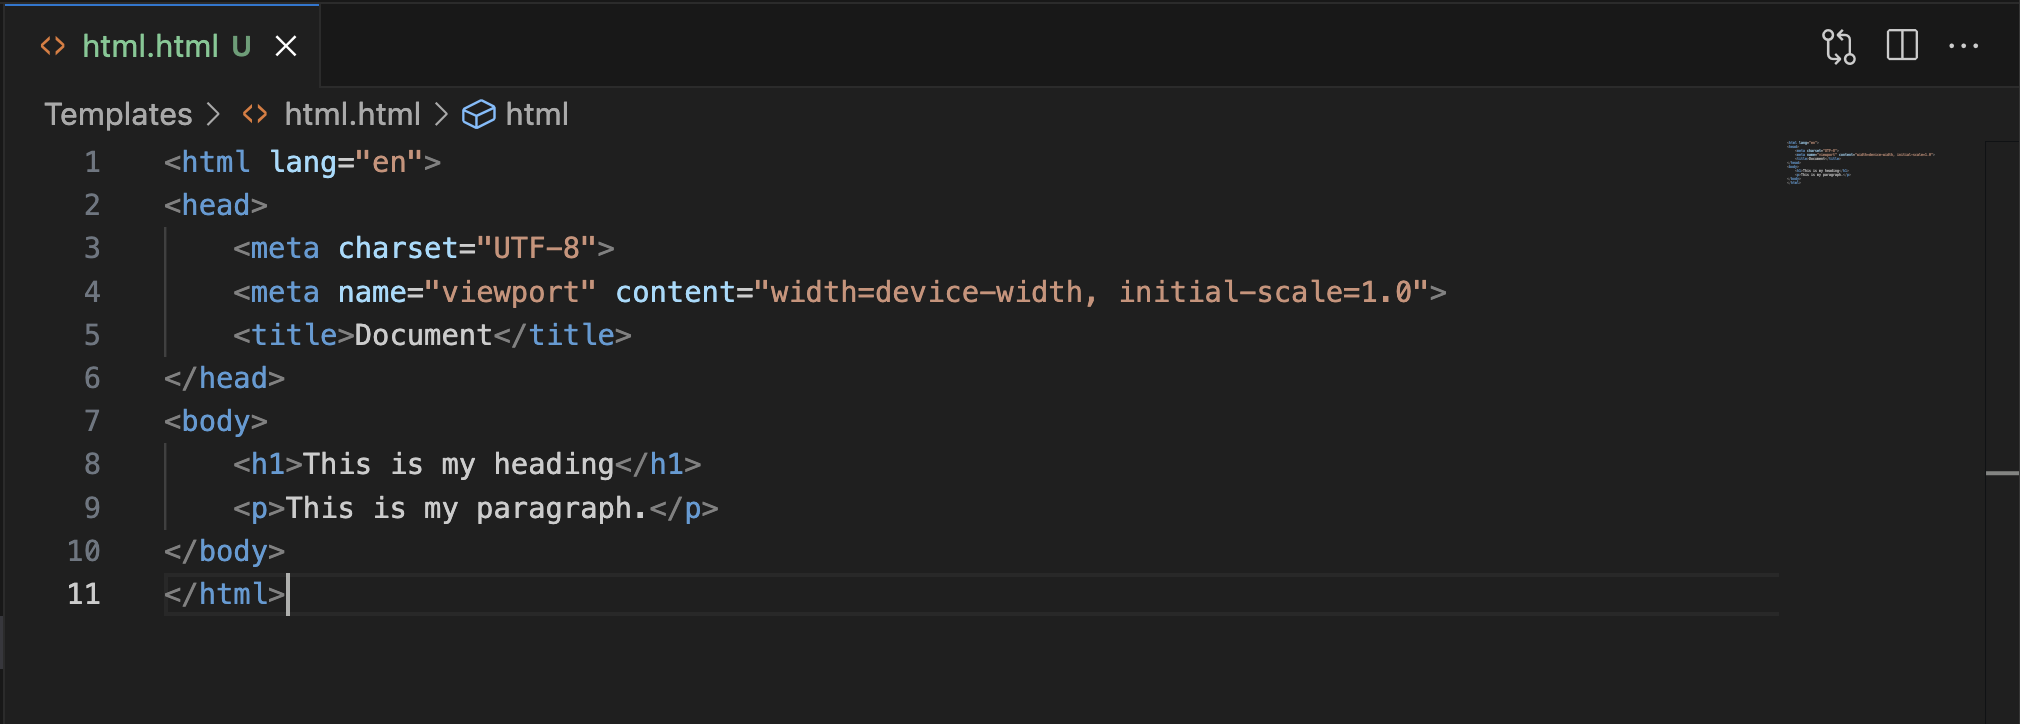 html.html U
Templates > html.html > html
1 <html lang="en">
2 <head>
3     <meta charset="UTF-8">
4     <meta name="viewport" content="width=device-width, initial-scale=1.0">
5     <title>Document</title>
6 </head>
7 <body>
8     <h1>This is my heading</h1>
9     <p>This is my paragraph.</p>
10 </body>
11 </html>